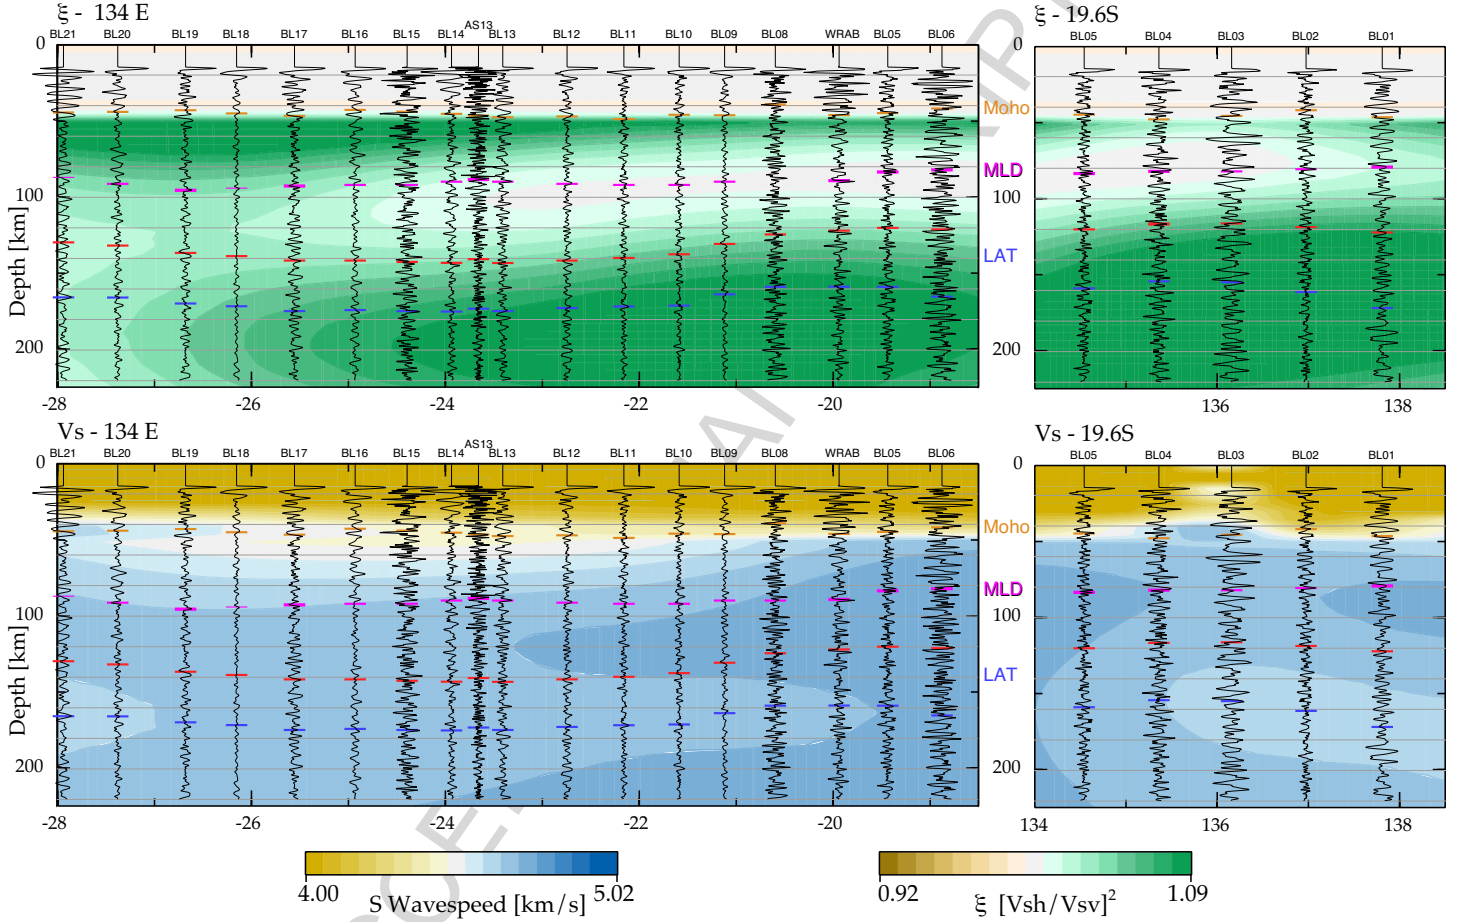 ξ - 134 E
ξ - 19.6S
BL21 BL20 BL19 BL18 BL17 BL16 BL15 BL14 AS13 BL13 BL12 BL11 BL10 BL09 BL08 WRAB BL05 BL06
BL05 BL04 BL03 BL02 BL01
0
0
Moho
MLD
100
100
LAT
Depth [km]
200
200
-28 -26 -24 -22 -20
136 138
Vs - 134 E
Vs - 19.6S
BL21 BL20 BL19 BL18 BL17 BL16 BL15 BL14 AS13 BL13 BL12 BL11 BL10 BL09 BL08 WRAB BL05 BL06
BL05 BL04 BL03 BL02 BL01
0
0
Moho
MLD
100
100
LAT
Depth [km]
200
200
-28 -26 -24 -22 -20
134 136 138
4.00 5.02
S Wavespeed [km/s]
0.92 1.09
ξ [Vsh/Vsv]²